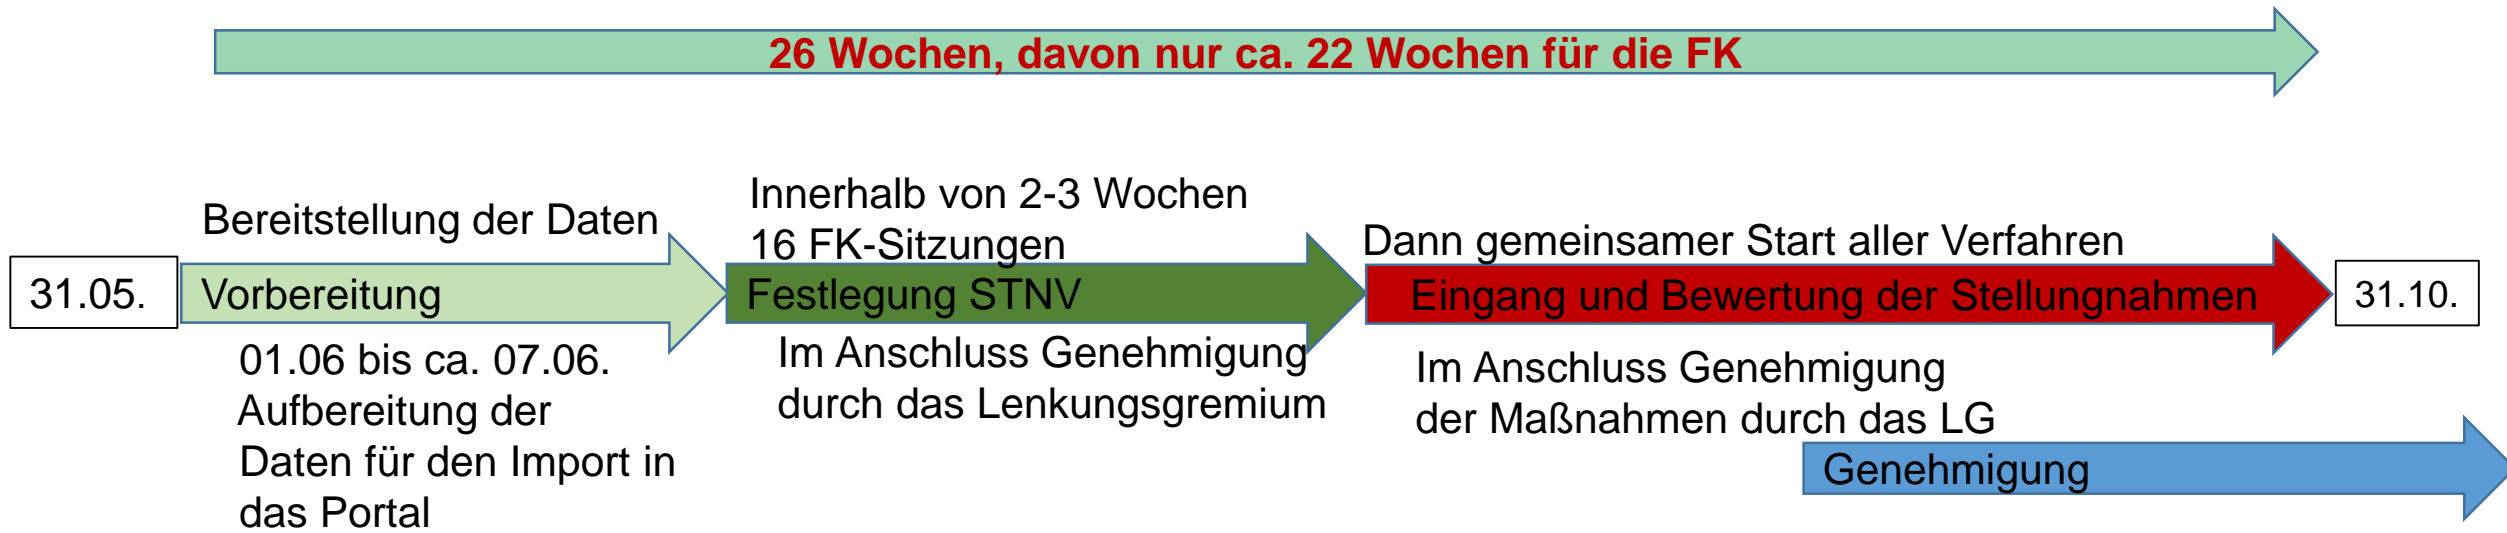 26 Wochen, davon nur ca. 22 Wochen für die FK
31.05.
Bereitstellung der Daten
Vorbereitung
01.06 bis ca. 07.06.
Aufbereitung der
Daten für den Import in
das Portal
Innerhalb von 2-3 Wochen
16 FK-Sitzungen
Festlegung STNV
Im Anschluss Genehmigung
durch das Lenkungsgremium
Dann gemeinsamer Start aller Verfahren
Eingang und Bewertung der Stellungnahmen
31.10.
Im Anschluss Genehmigung
der Maßnahmen durch das LG
Genehmigung